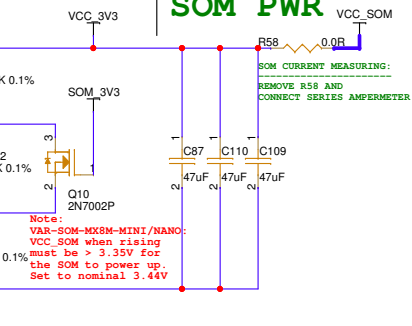 SOM PWR
VCC_3V3
VCC_SOM
R58
0.0R
SOM CURRENT MEASURING:
REMOVE R58 AND
CONNECT SERIES AMPERMETER
K 0.1%
SOM_3V3
3
1
2
2
K 0.1%
Q10
2N7002P
1
C87
47uF
2
1
C110
47uF
2
1
C109
47uF
2
Note:
VAR-SOM-MX8M-MINI/NANO:
VCC_SOM when rising
must be > 3.35V for
the SOM to power up.
Set to nominal 3.44V
0.1%